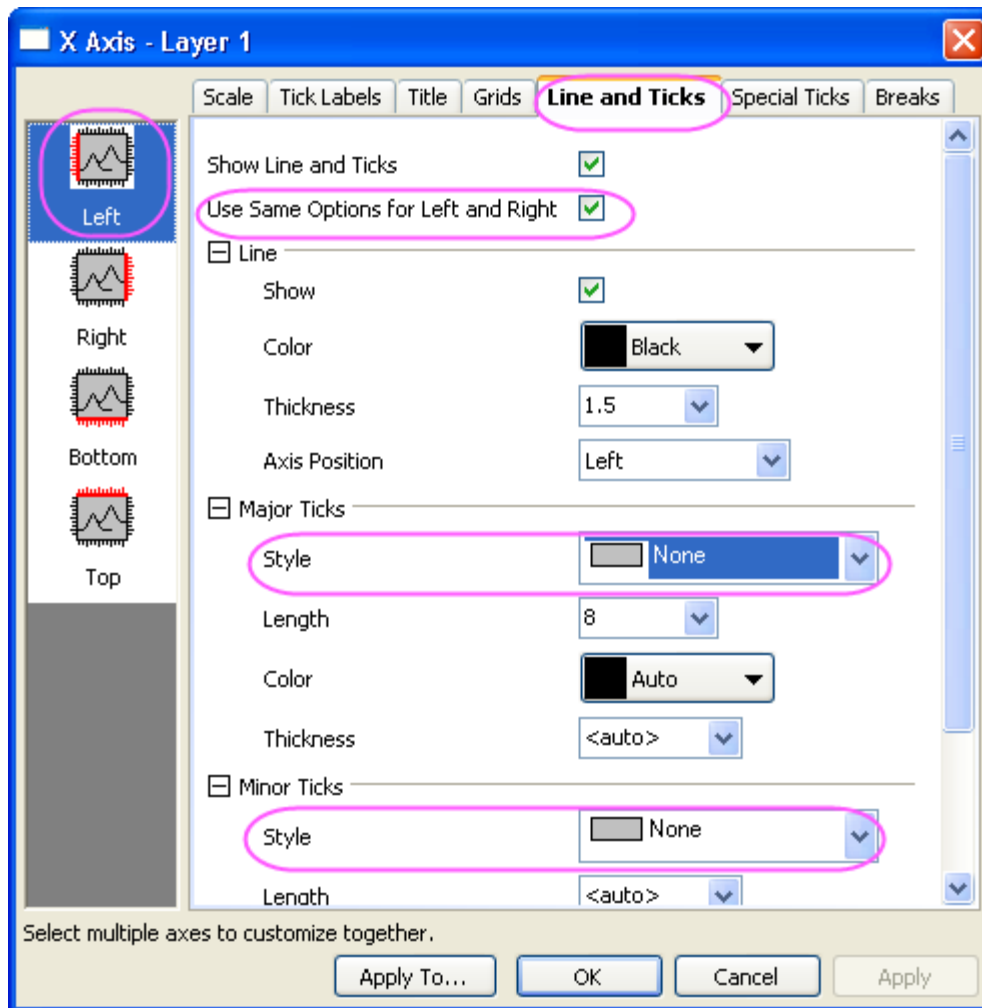 X Axis - Layer 1
Scale Tick Labels Title Grids Line and Ticks Special Ticks Breaks
Left
Right
Bottom
Top
Show Line and Ticks
Use Same Options for Left and Right
Line
Show
Color Black
Thickness 1.5
Axis Position Left
Major Ticks
Style None
Length 8
Color Auto
Thickness <auto>
Minor Ticks
Style None
Length <auto>
Select multiple axes to customize together.
Apply To... OK Cancel Apply